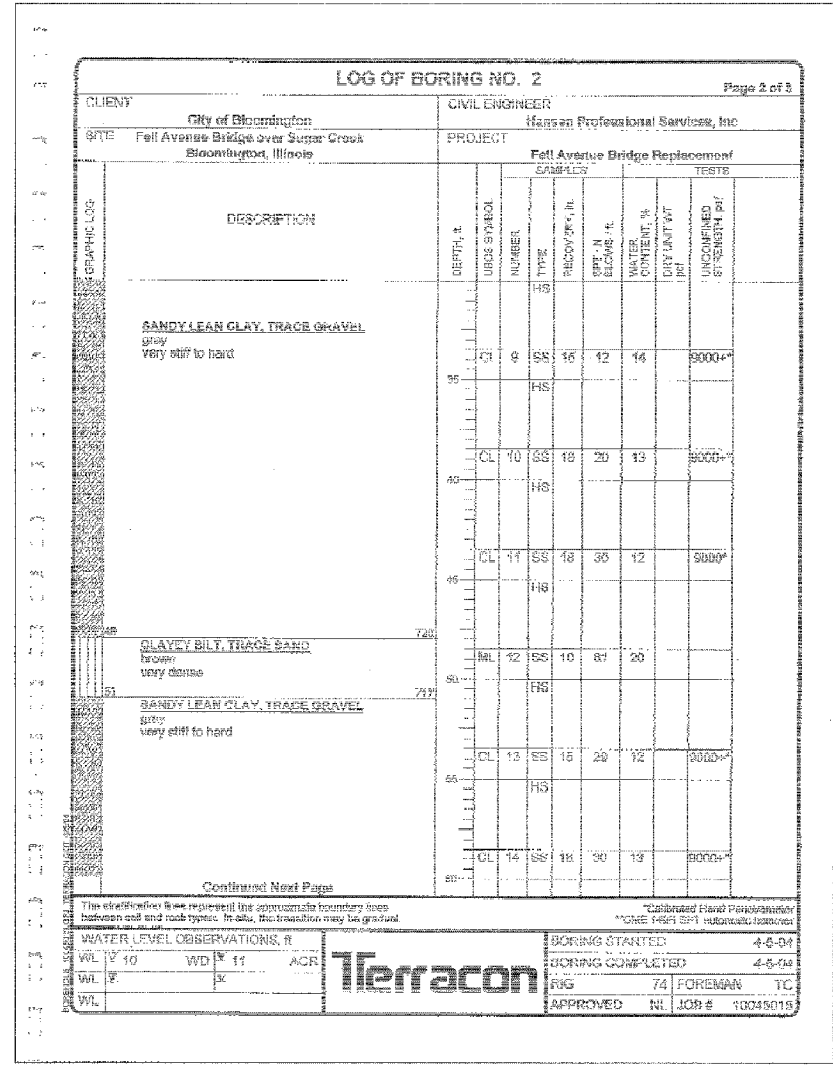 LOG OF BORING NO. 2
Page 2 of 3
CLIENT
City of Bloomington
CIVIL ENGINEER
Hansen Professional Services, Inc
SITE Fell Avenue Bridge over Sugar Creek
Bloomington, Illinois
PROJECT
Fell Avenue Bridge Replacement
SAMPLES
TESTS
GRAPHIC LOG
DESCRIPTION
DEPTH, ft.
USCS SYMBOL
NUMBER
TYPE
RECOVERY, in.
SPT - N
BLOWS / ft.
WATER
CONTENT, %
DRY UNIT WT
pcf
UNCONFINED
STRENGTH, psf
HS
SANDY LEAN CLAY, TRACE GRAVEL
gray
very stiff to hard
CL 9 SS 16 12 14 9000+*
35
HS
CL 10 SS 18 20 13 9000+*
40
HS
CL 11 SS 18 30 12 9000*
45
HS
48 720
CLAYEY SILT, TRACE SAND
brown
very dense
ML 12 SS 10 20
50
HS
51 717
SANDY LEAN CLAY, TRACE GRAVEL
gray
very stiff to hard
CL 13 SS 29 12 9000+*
55
HS
CL 14 SS 18 30 13 9000+*
60
Continued Next Page
The stratification lines represent the approximate boundary lines
between soil and rock types: in-situ, the transition may be gradual.
*Calibrated Hand Penetrometer
**CME 140H SPT automatic hammer
WATER LEVEL OBSERVATIONS, ft
WL 10 WD 11 ACR
WL
WL
Terracon
BORING STARTED 4-6-04
BORING COMPLETED 4-6-04
RIG 74 FOREMAN TC
APPROVED NL JOB # 10045015